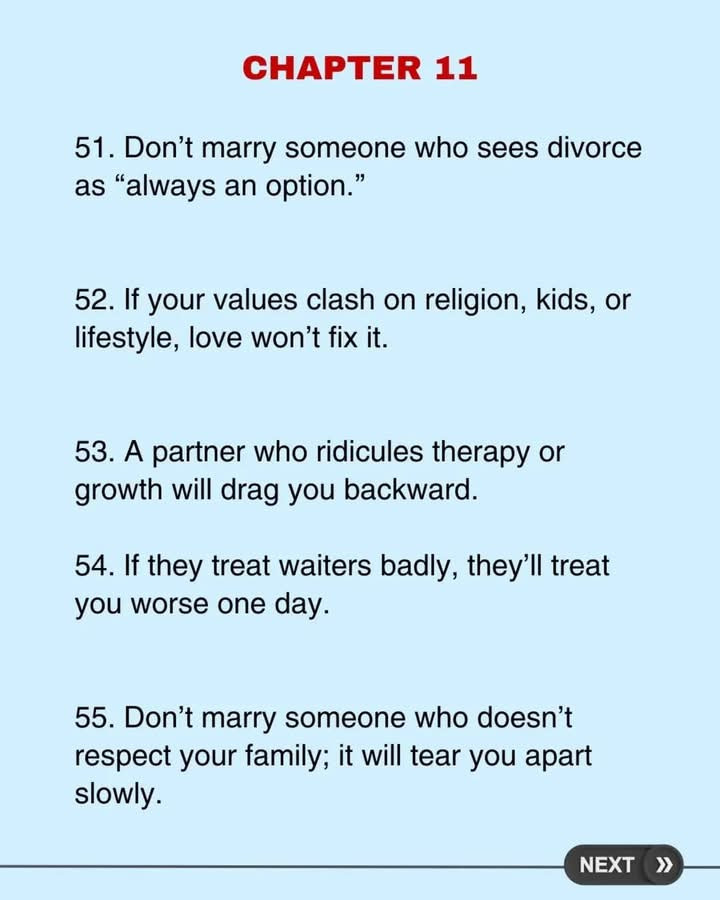 CHAPTER 11
51. Don’t marry someone who sees divorce
as “always an option.”
52. If your values clash on religion, kids, or
lifestyle, love won’t fix it.
53. A partner who ridicules therapy or
growth will drag you backward.
54. If they treat waiters badly, they’ll treat
you worse one day.
55. Don’t marry someone who doesn’t
respect your family; it will tear you apart
slowly.
NEXT